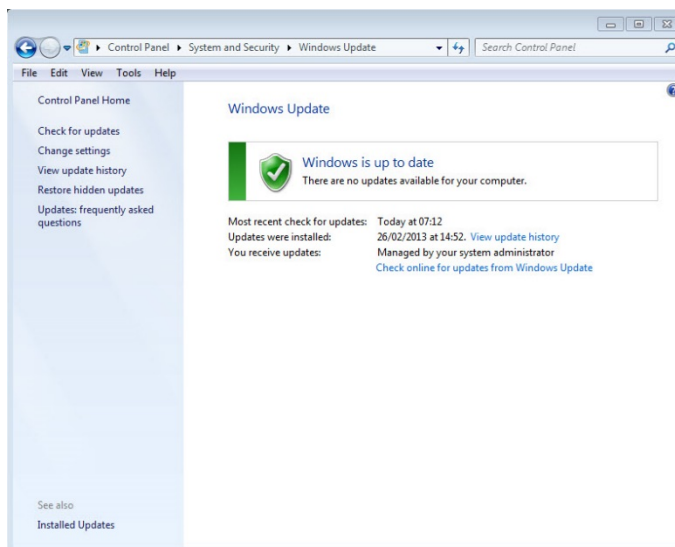 Control Panel ▸ System and Security ▸ Windows Update
Search Control Panel
File Edit View Tools Help
Control Panel Home
Check for updates
Change settings
View update history
Restore hidden updates
Updates: frequently asked
questions
Windows Update
Windows is up to date
There are no updates available for your computer.
Most recent check for updates: Today at 07:12
Updates were installed: 26/02/2013 at 14:52. View update history
You receive updates: Managed by your system administrator
Check online for updates from Windows Update
See also
Installed Updates